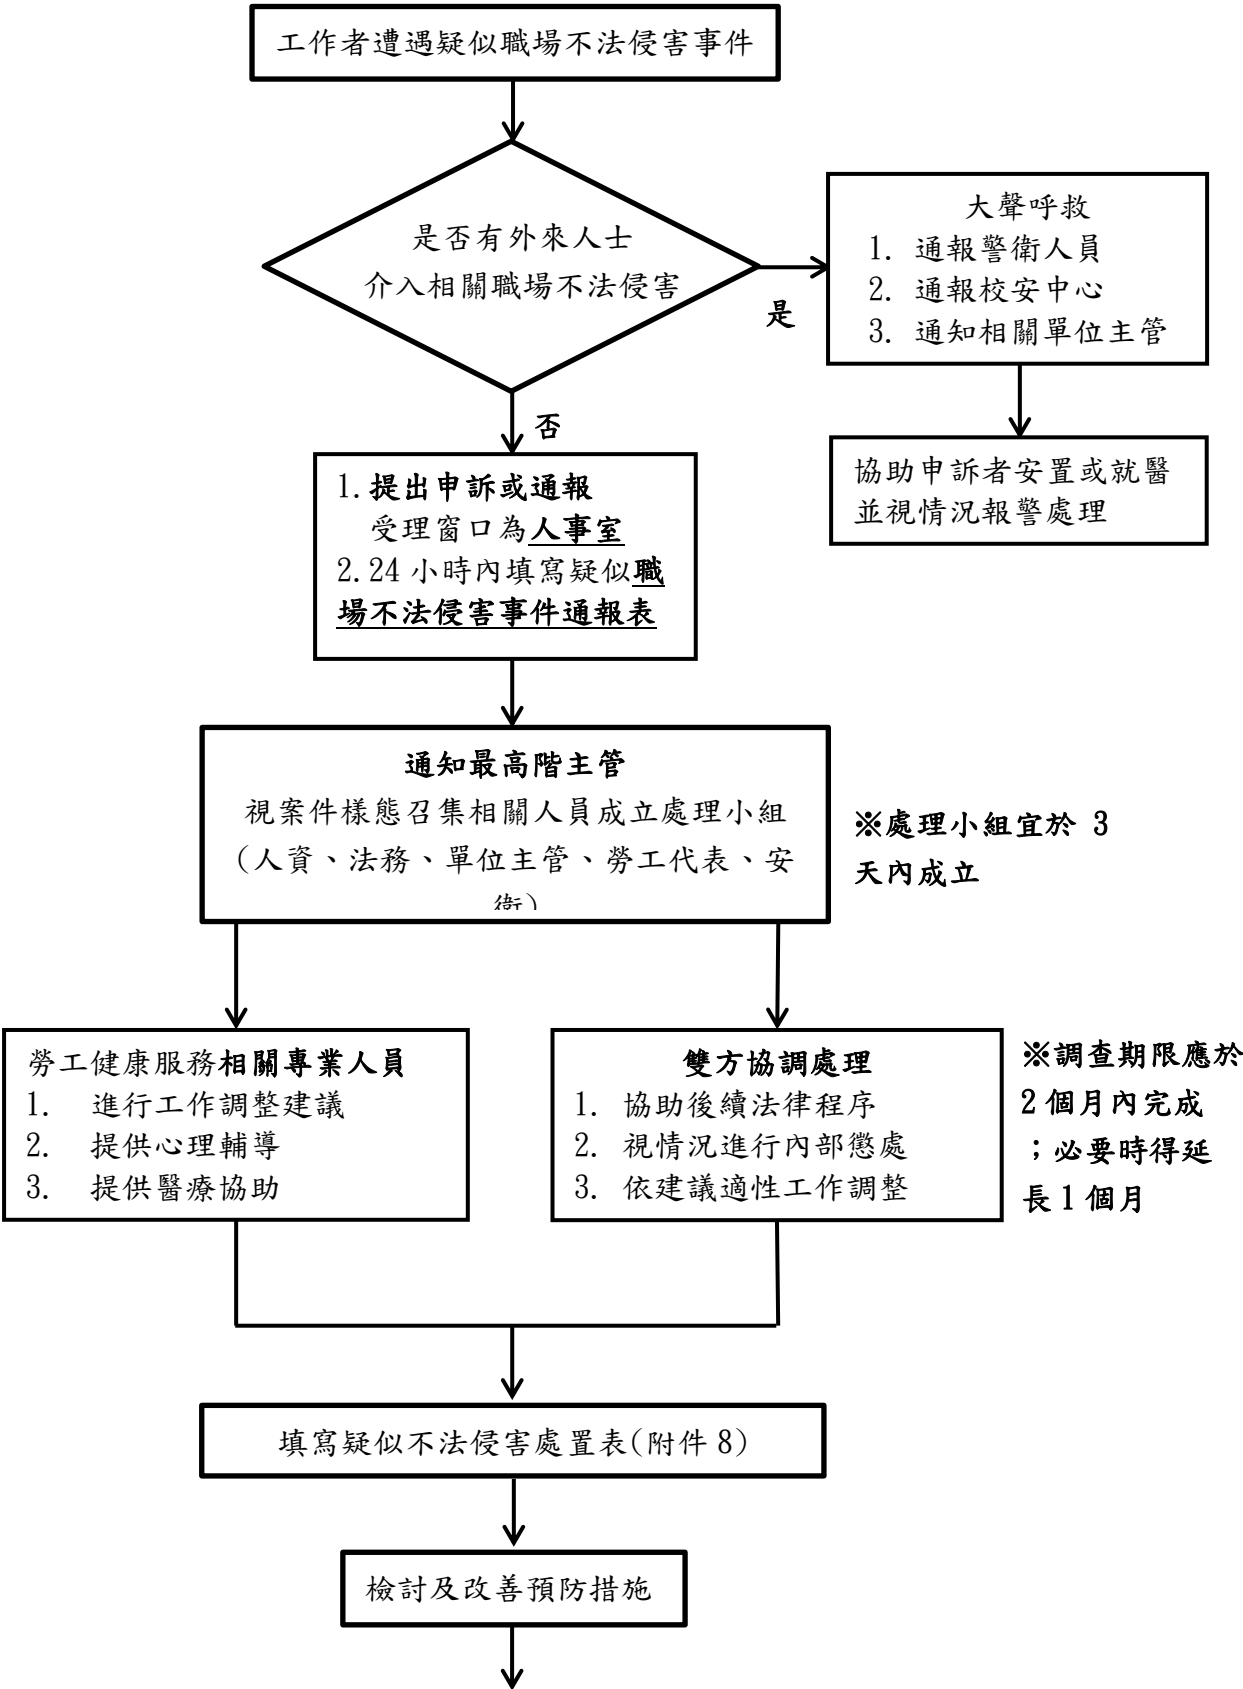 工作者遭遇疑似職場不法侵害事件
是否有外來人士
介入相關職場不法侵害
是
大聲呼救
1. 通報警衛人員
2. 通報校安中心
3. 通知相關單位主管
否
協助申訴者安置或就醫
並視情況報警處理
1.提出申訴或通報
受理窗口為人事室
2.24 小時內填寫疑似職
場不法侵害事件通報表
通知最高階主管
視案件樣態召集相關人員成立處理小組
(人資、法務、單位主管、勞工代表、安
衛)
※處理小組宜於 3
天內成立
勞工健康服務相關專業人員
1. 進行工作調整建議
2. 提供心理輔導
3. 提供醫療協助
雙方協調處理
1. 協助後續法律程序
2. 視情況進行內部懲處
3. 依建議適性工作調整
※調查期限應於
2 個月內完成
；必要時得延
長 1 個月
填寫疑似不法侵害處置表(附件 8)
檢討及改善預防措施